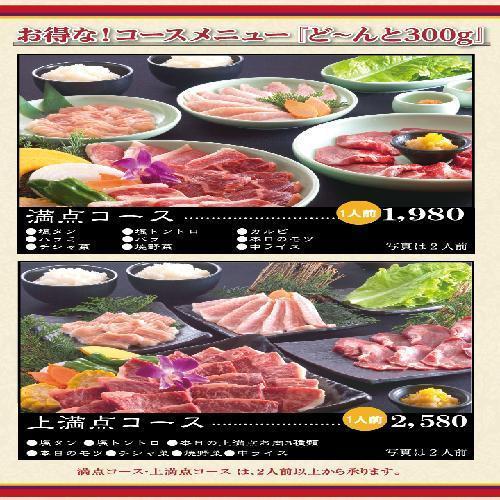 お得な!コースメニュー『ど〜んと300g』
満点コース 1人前 1,980
●塩タン ●塩トントロ ●カルビ
●ハラミ ●バラ ●本日のモツ
●チシャ菜 ●焼野菜 ●中ライス
写真は2人前
上満点コース 1人前 2,580
●塩タン ●塩トントロ ●本日の上満点お肉3種類
●本日のモツ ●チシャ菜 ●焼野菜 ●中ライス
写真は2人前
満点コース・上満点コースは、2人前以上から承ります。